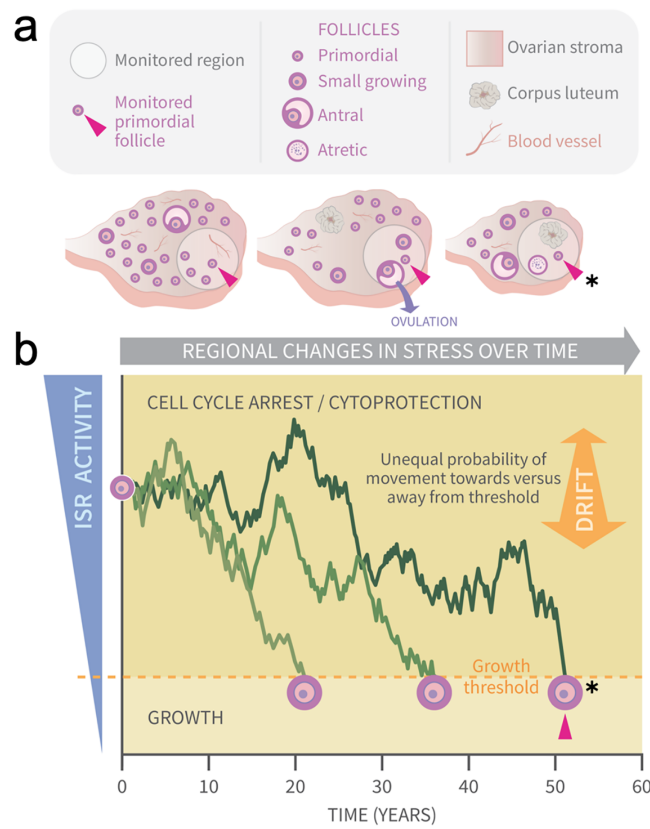 a
Monitored region
Monitored
primordial
follicle
FOLLICLES
Primordial
Small growing
Antral
Atretic
Ovarian stroma
Corpus luteum
Blood vessel
*
OVULATION
b
REGIONAL CHANGES IN STRESS OVER TIME
ISR ACTIVITY
CELL CYCLE ARREST / CYTOPROTECTION
Unequal probability of
movement towards versus
away from threshold
DRIFT
Growth
threshold
*
GROWTH
0 10 20 30 40 50 60
TIME (YEARS)